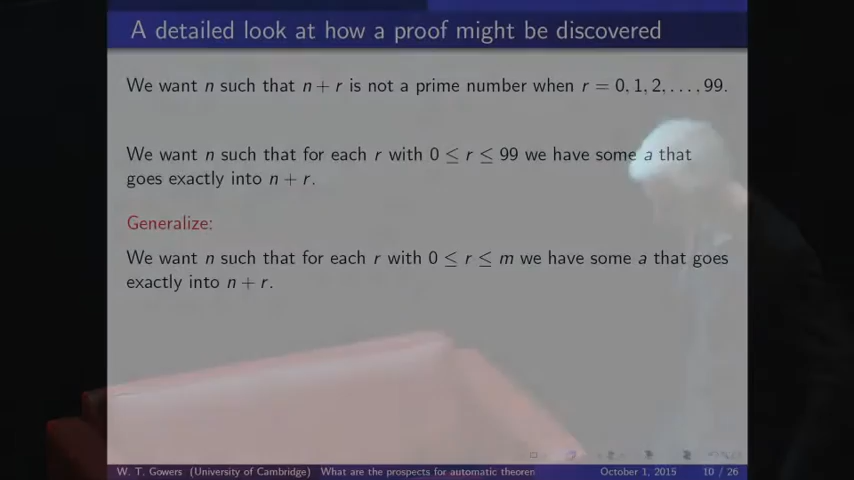 A detailed look at how a proof might be discovered
We want n such that n + r is not a prime number when r = 0, 1, 2, . . . , 99.
We want n such that for each r with 0 ≤ r ≤ 99 we have some a that
goes exactly into n + r.
Generalize:
We want n such that for each r with 0 ≤ r ≤ m we have some a that goes
exactly into n + r.
W. T. Gowers (University of Cambridge) What are the prospects for automatic theorem October 1, 2015 10 / 26